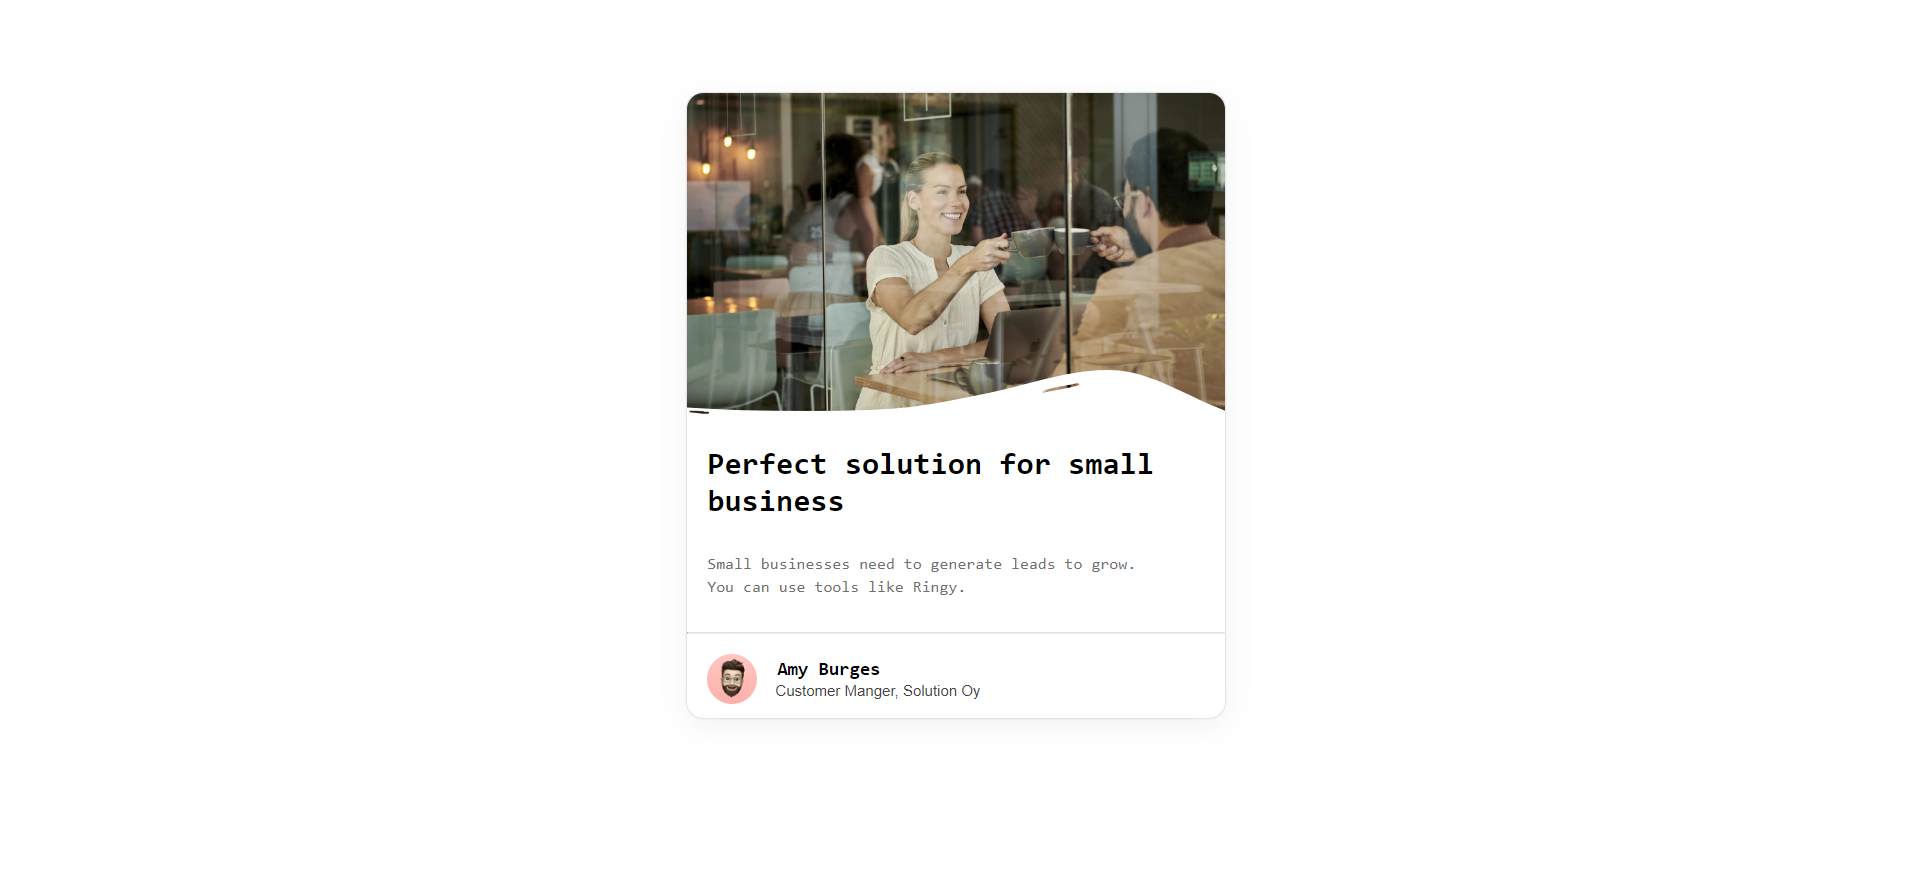 Perfect solution for small
business
Small businesses need to generate leads to grow.
You can use tools like Ringy.
Amy Burges
Customer Manger, Solution Oy